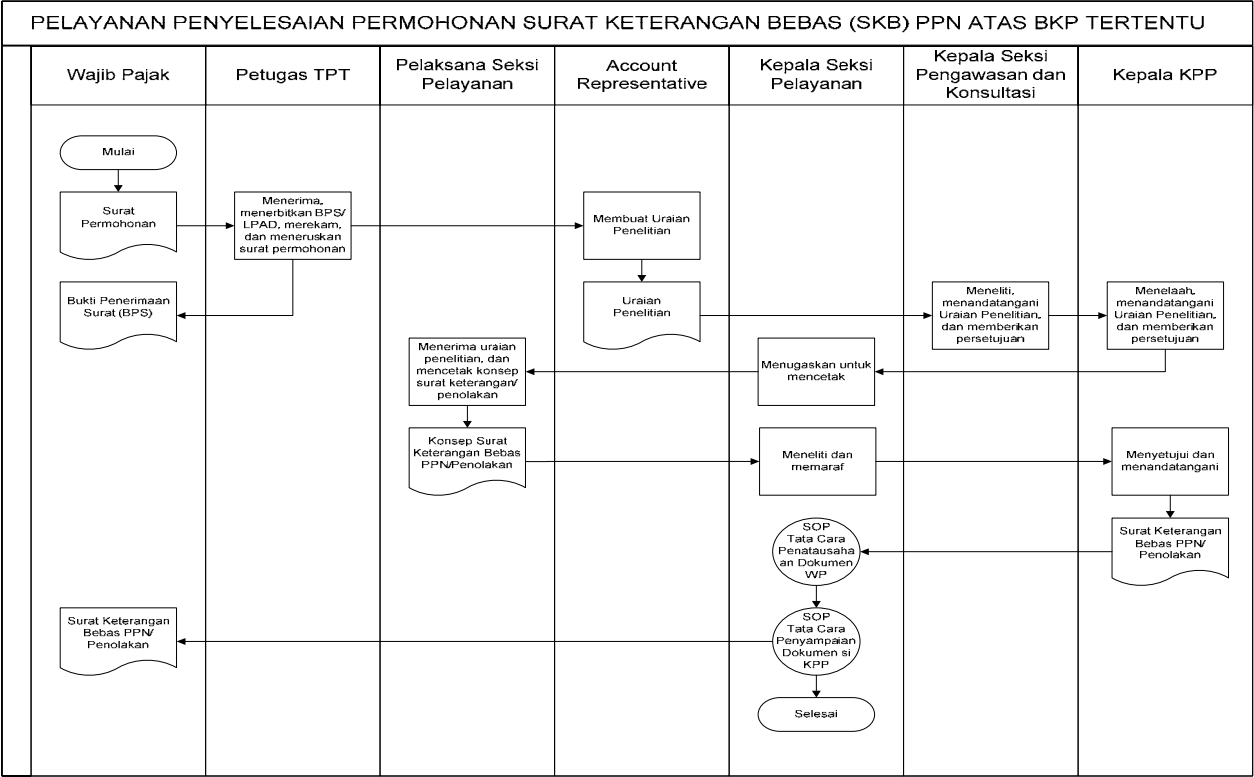 PELAYANAN PENYELESAIAN PERMOHONAN SURAT KETERANGAN BEBAS (SKB) PPN ATAS BKP TERTENTU
Wajib Pajak
Petugas TPT
Pelaksana Seksi
Pelayanan
Account
Representative
Kepala Seksi
Pelayanan
Kepala Seksi
Pengawasan dan
Konsultasi
Kepala KPP
Mulai
Surat
Permohonan
Menerima,
menerbitkan BPS/
LPAD, merekam,
dan meneruskan
surat permohonan
Membuat Uraian
Penelitian
Bukti Penerimaan
Surat (BPS)
Uraian
Penelitian
Meneliti,
menandatangani
Uraian Penelitian,
dan memberikan
persetujuan
Menelaah,
menandatangani
Uraian Penelitian,
dan memberikan
persetujuan
Menerima uraian
penelitian, dan
mencetak konsep
surat keterangan/
penolakan
Menugaskan untuk
mencetak
Konsep Surat
Keterangan Bebas
PPN/Penolakan
Meneliti dan
memaraf
Menyetujui dan
menandatangani
SOP
Tata Cara
Penatausaha
an Dokumen
WP
Surat Keterangan
Bebas PPN/
Penolakan
Surat Keterangan
Bebas PPN/
Penolakan
SOP
Tata Cara
Penyampaian
Dokumen si
KPP
Selesai